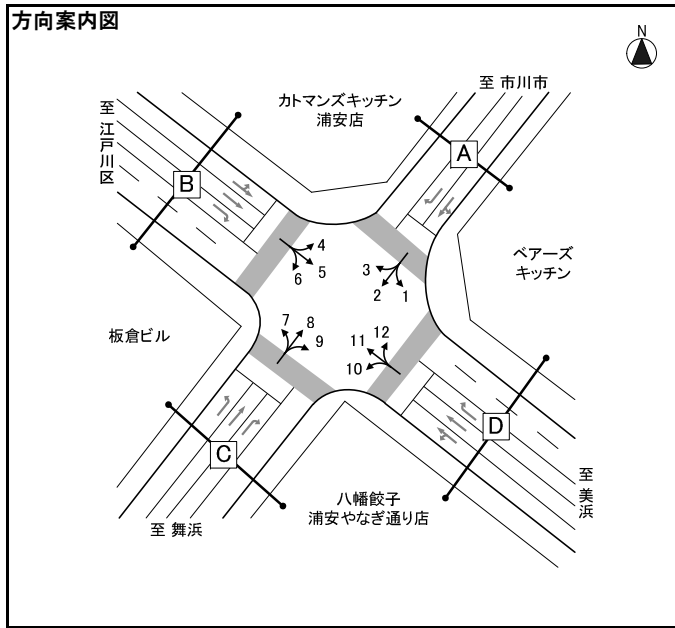 方向案内図
N
至 市川市
カトマンズキッチン
浦安店
至 江戸川区
A
B
ベアーズ
キッチン
4
5
6
3
2
1
板倉ビル
7
8
9
12
11
10
D
C
八幡餃子
浦安やなぎ通り店
至 美浜
至 舞浜